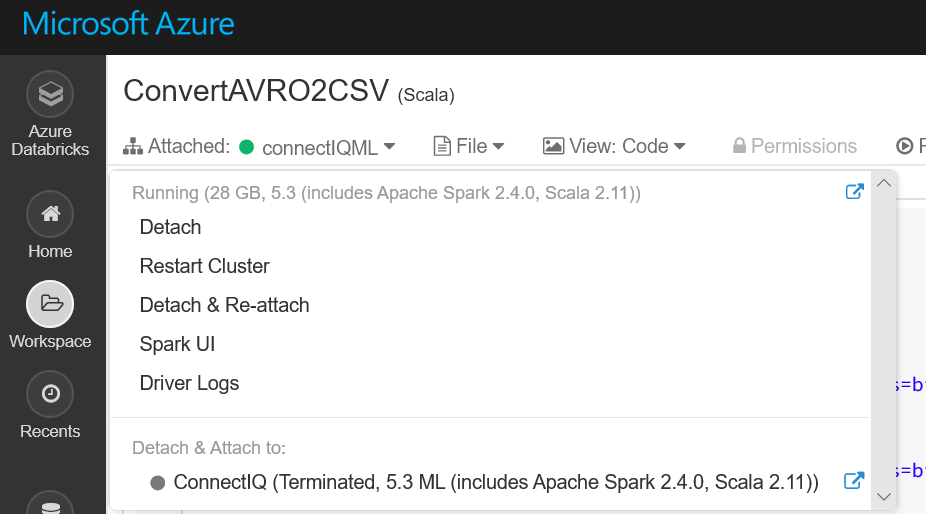 Microsoft Azure
Azure
Databricks
Home
Workspace
Recents
ConvertAVRO2CSV (Scala)
Attached: connectIQML File View: Code Permissions
Running (28 GB, 5.3 (includes Apache Spark 2.4.0, Scala 2.11))
Detach
Restart Cluster
Detach & Re-attach
Spark UI
Driver Logs
Detach & Attach to:
ConnectIQ (Terminated, 5.3 ML (includes Apache Spark 2.4.0, Scala 2.11))